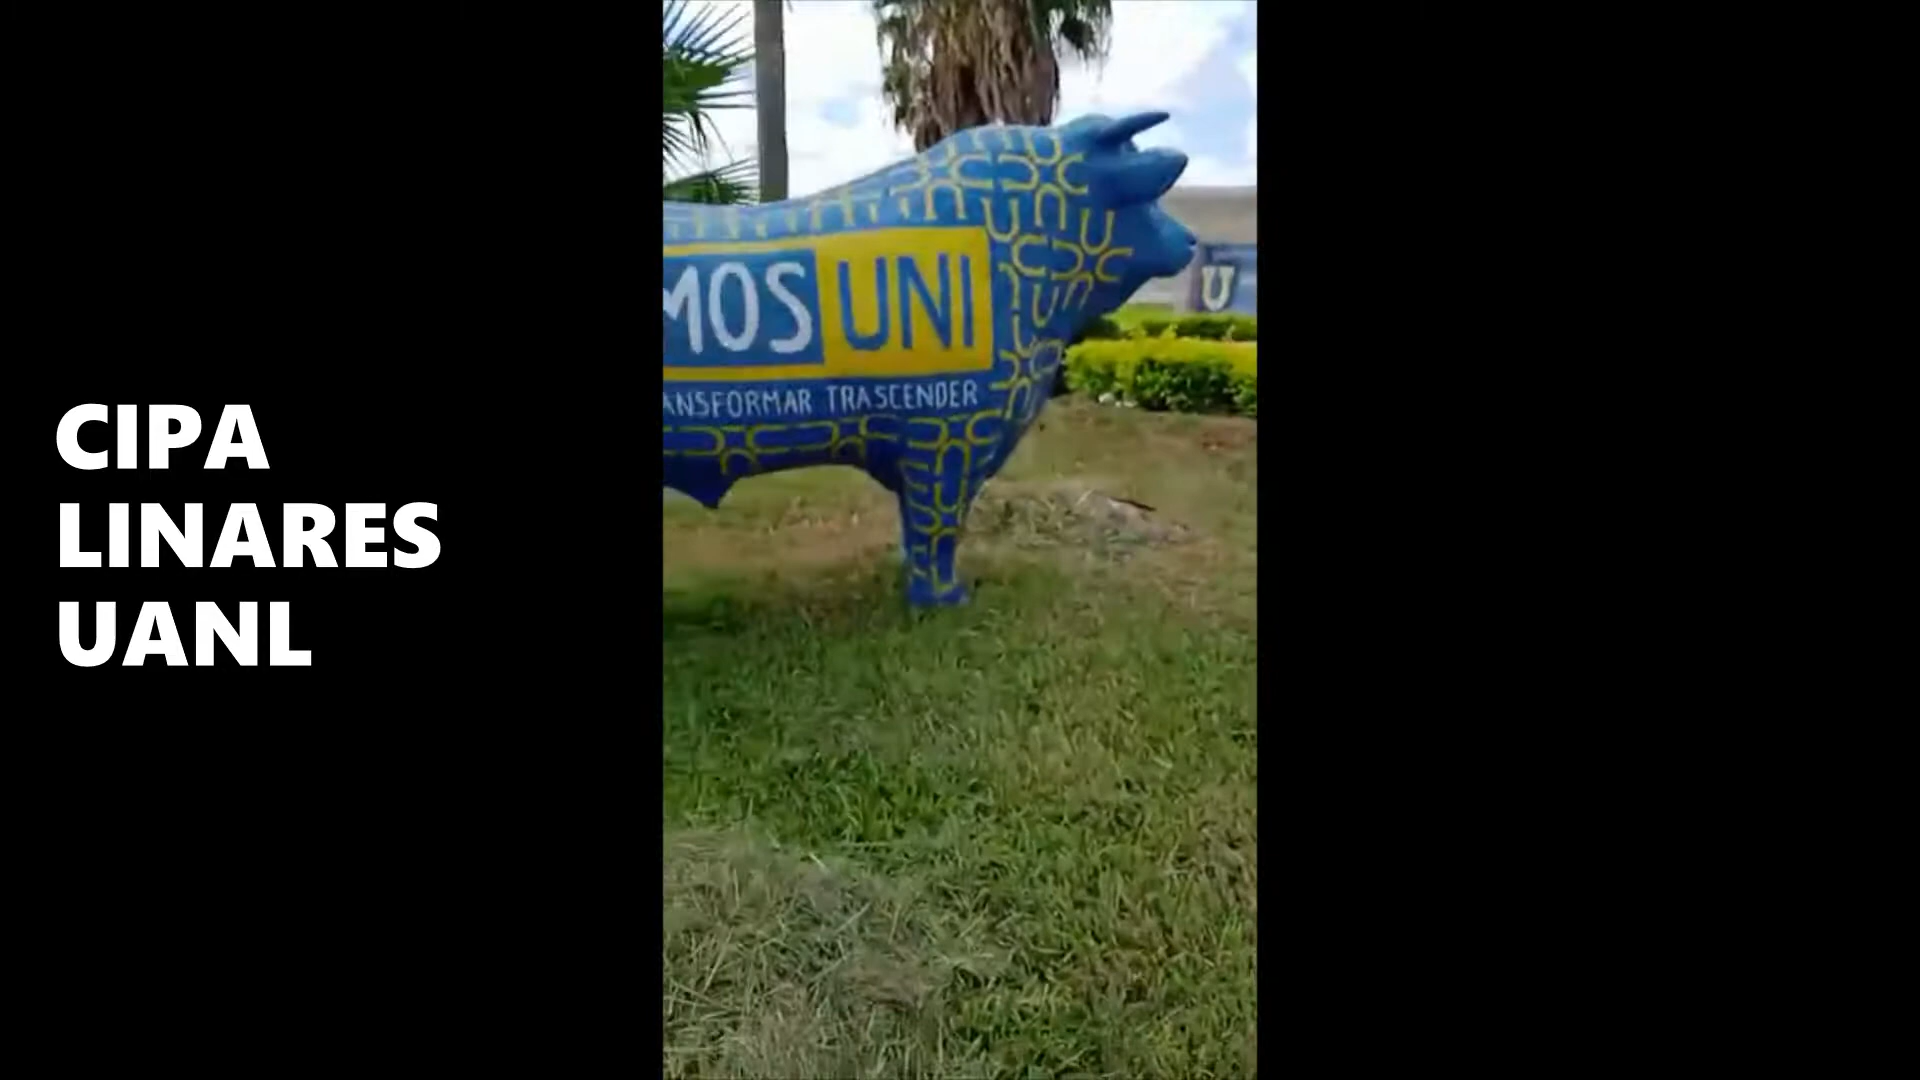 CIPA
LINARES
UANL
MOS UNI
ANSFORMAR TRASCENDER
U